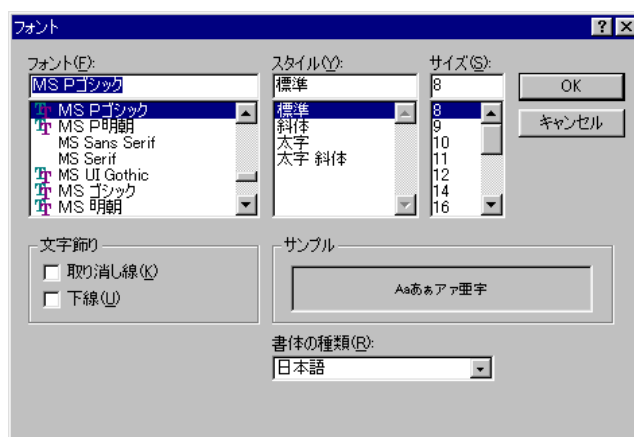 フォント
フォント(F):
MS Pゴシック
MS Pゴシック
MS P明朝
MS Sans Serif
MS Serif
MS UI Gothic
MS ゴシック
MS 明朝
スタイル(Y):
標準
標準
斜体
太字
太字 斜体
サイズ(S):
8
8
9
10
11
12
14
16
OK
キャンセル
文字飾り
取り消し線(K)
下線(U)
サンプル
Aaあぁアァ亜宇
書体の種類(R):
日本語